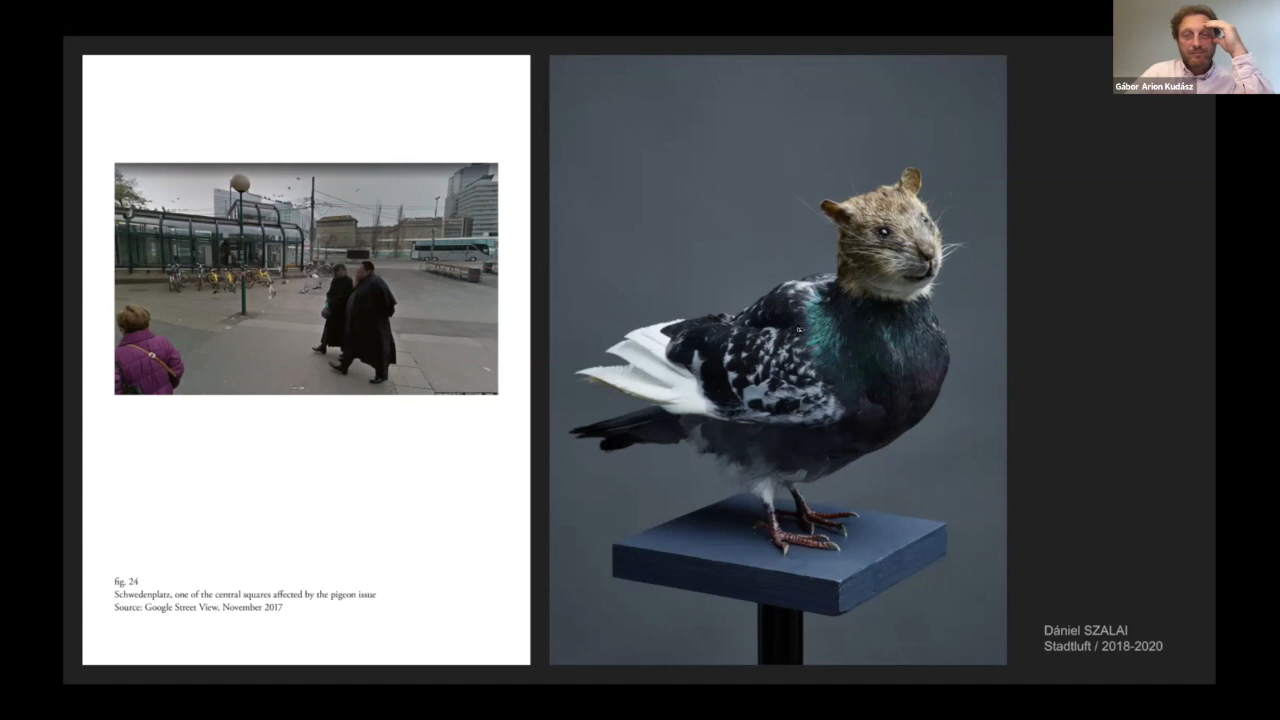 Gábor Arion Kudász
fig. 24
Schwedenplatz, one of the central squares affected by the pigeon issue
Source: Google Street View, November 2017
Dániel SZALAI
Stadtluft / 2018-2020